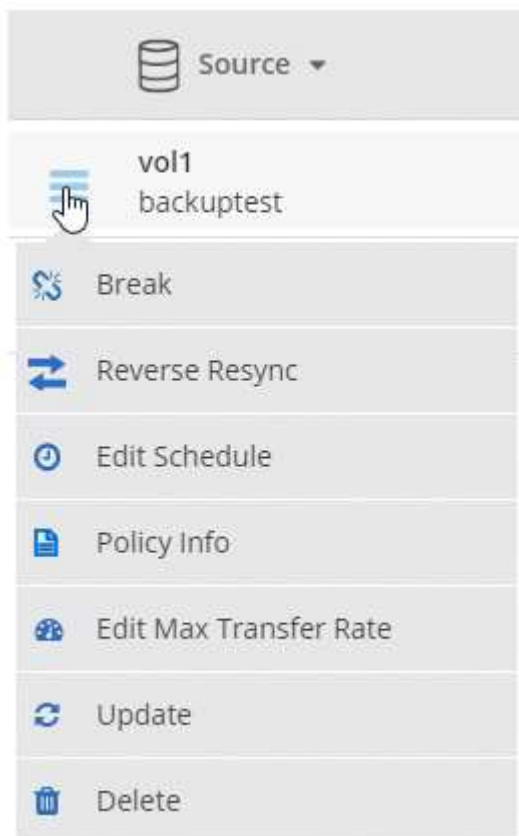 Source
vol1
backuptest
Break
Reverse Resync
Edit Schedule
Policy Info
Edit Max Transfer Rate
Update
Delete